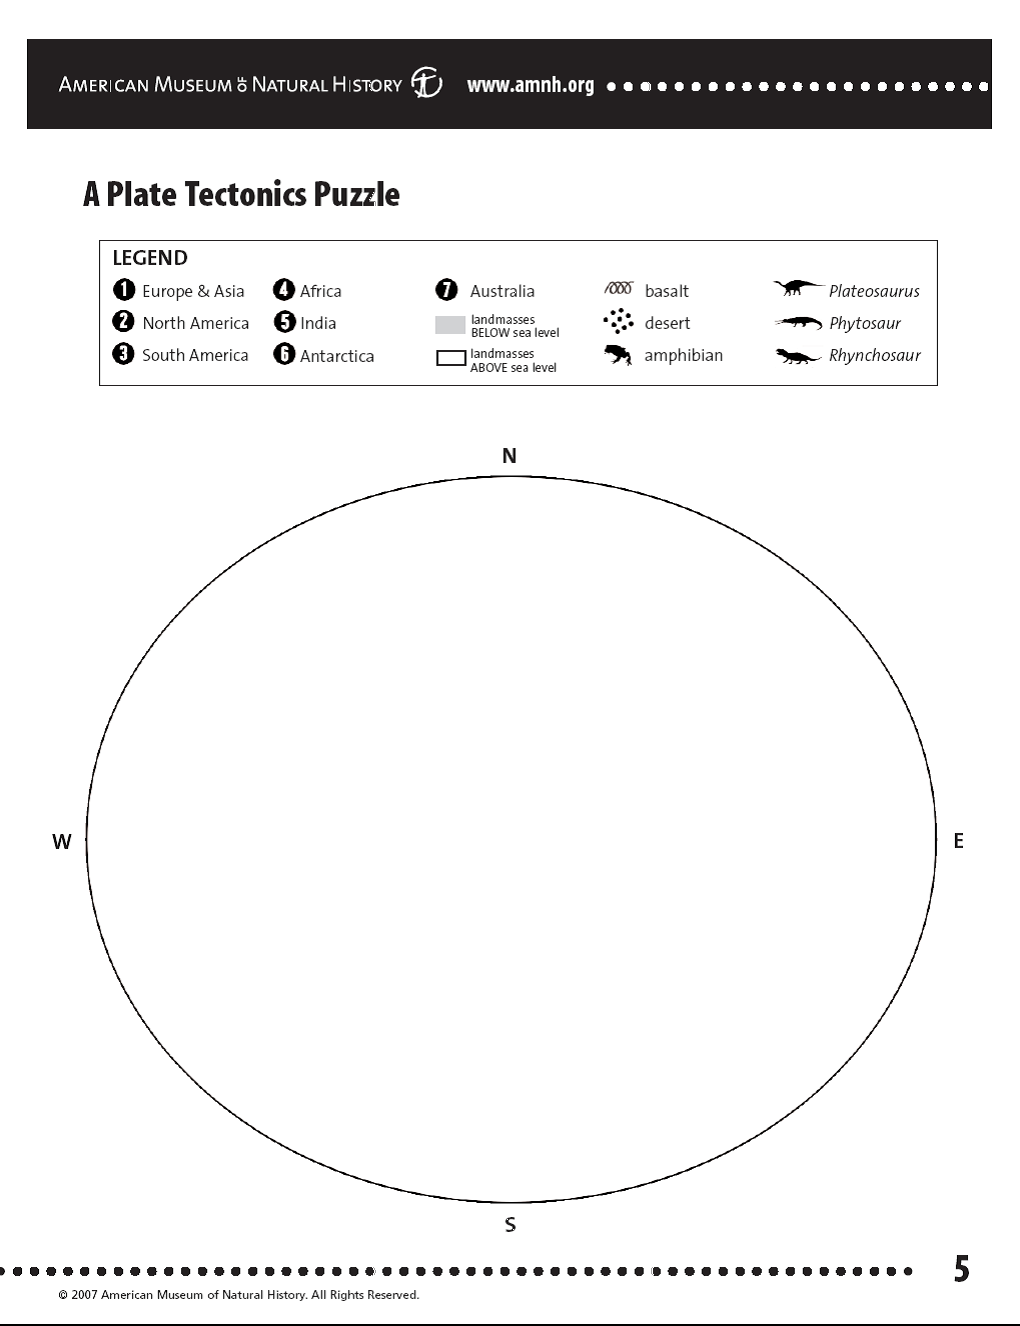 AMERICAN MUSEUM OF NATURAL HISTORY www.amnh.org
A Plate Tectonics Puzzle
LEGEND
1 Europe & Asia
2 North America
3 South America
4 Africa
5 India
6 Antarctica
7 Australia
landmasses
BELOW sea level
landmasses
ABOVE sea level
basalt
desert
amphibian
Plateosaurus
Phytosaur
Rhynchosaur
N
W
E
S
5
© 2007 American Museum of Natural History. All Rights Reserved.